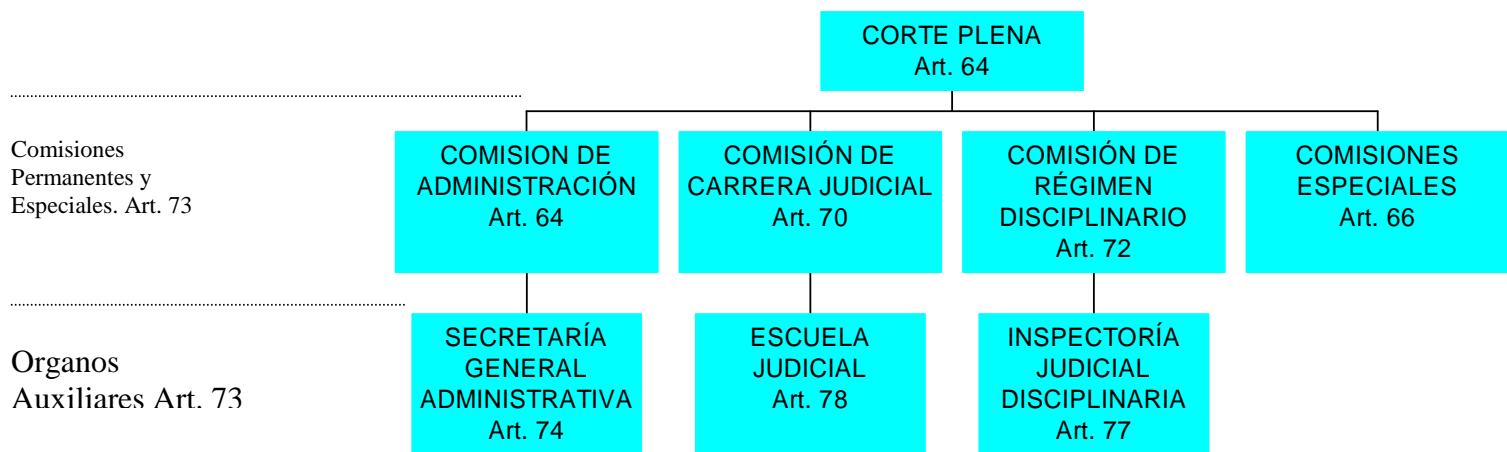 CORTE PLENA
Art. 64
Comisiones
Permanentes y
Especiales. Art. 73
COMISION DE
ADMINISTRACIÓN
Art. 64
COMISIÓN DE
CARRERA JUDICIAL
Art. 70
COMISIÓN DE
RÉGIMEN
DISCIPLINARIO
Art. 72
COMISIONES
ESPECIALES
Art. 66
Organos
Auxiliares Art. 73
SECRETARÍA
GENERAL
ADMINISTRATIVA
Art. 74
ESCUELA
JUDICIAL
Art. 78
INSPECTORÍA
JUDICIAL
DISCIPLINARIA
Art. 77